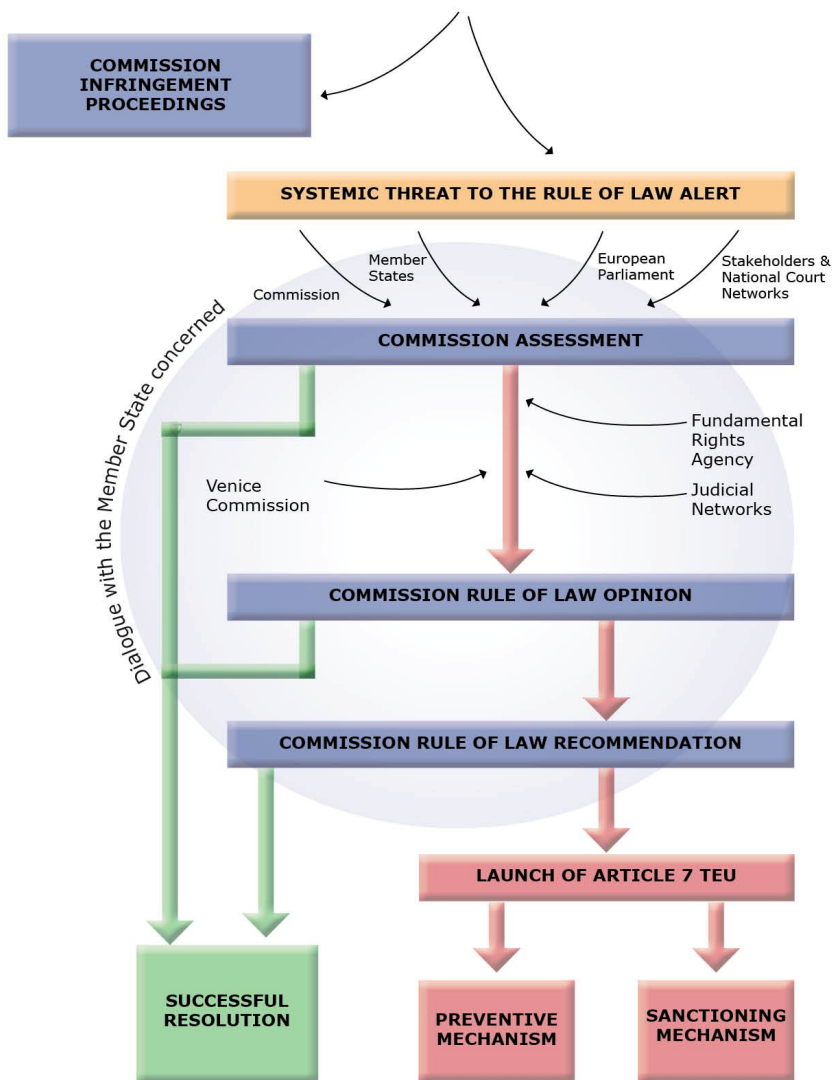 COMMISSION
INFRINGEMENT
PROCEEDINGS
SYSTEMIC THREAT TO THE RULE OF LAW ALERT
Commission
Member
States
European
Parliament
Stakeholders &
National Court
Networks
Dialogue with the Member State concerned
COMMISSION ASSESSMENT
Fundamental
Rights
Agency
Venice
Commission
Judicial
Networks
COMMISSION RULE OF LAW OPINION
COMMISSION RULE OF LAW RECOMMENDATION
LAUNCH OF ARTICLE 7 TEU
SUCCESSFUL
RESOLUTION
PREVENTIVE
MECHANISM
SANCTIONING
MECHANISM